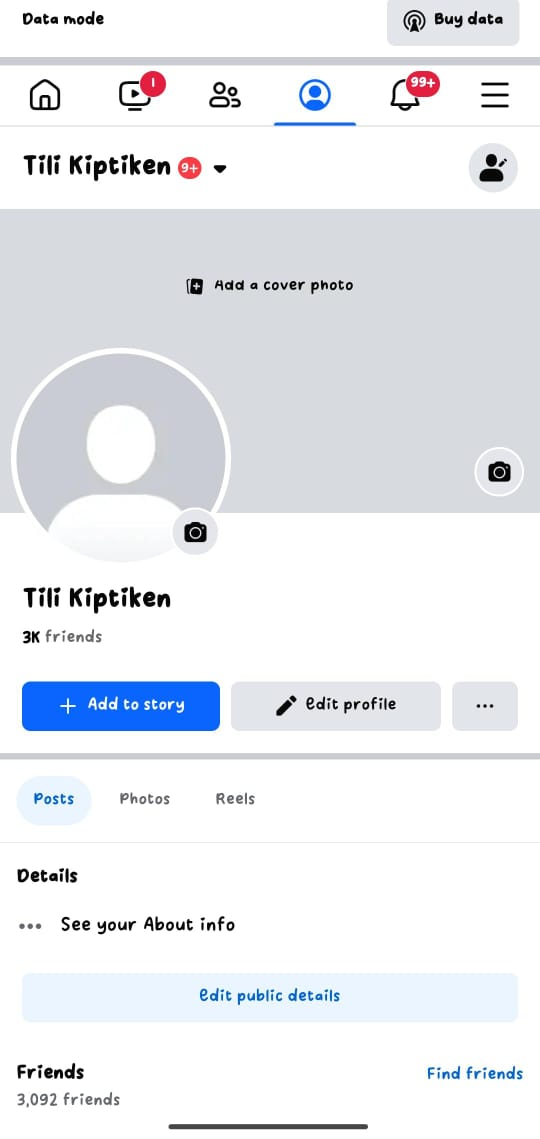 Data mode
Buy data
1
99+
Tili Kiptiken 9+
Add a cover photo
Tili Kiptiken
3K friends
Add to story
Edit profile
Posts Photos Reels
Details
See your About info
Edit public details
Friends
Find friends
3,092 friends